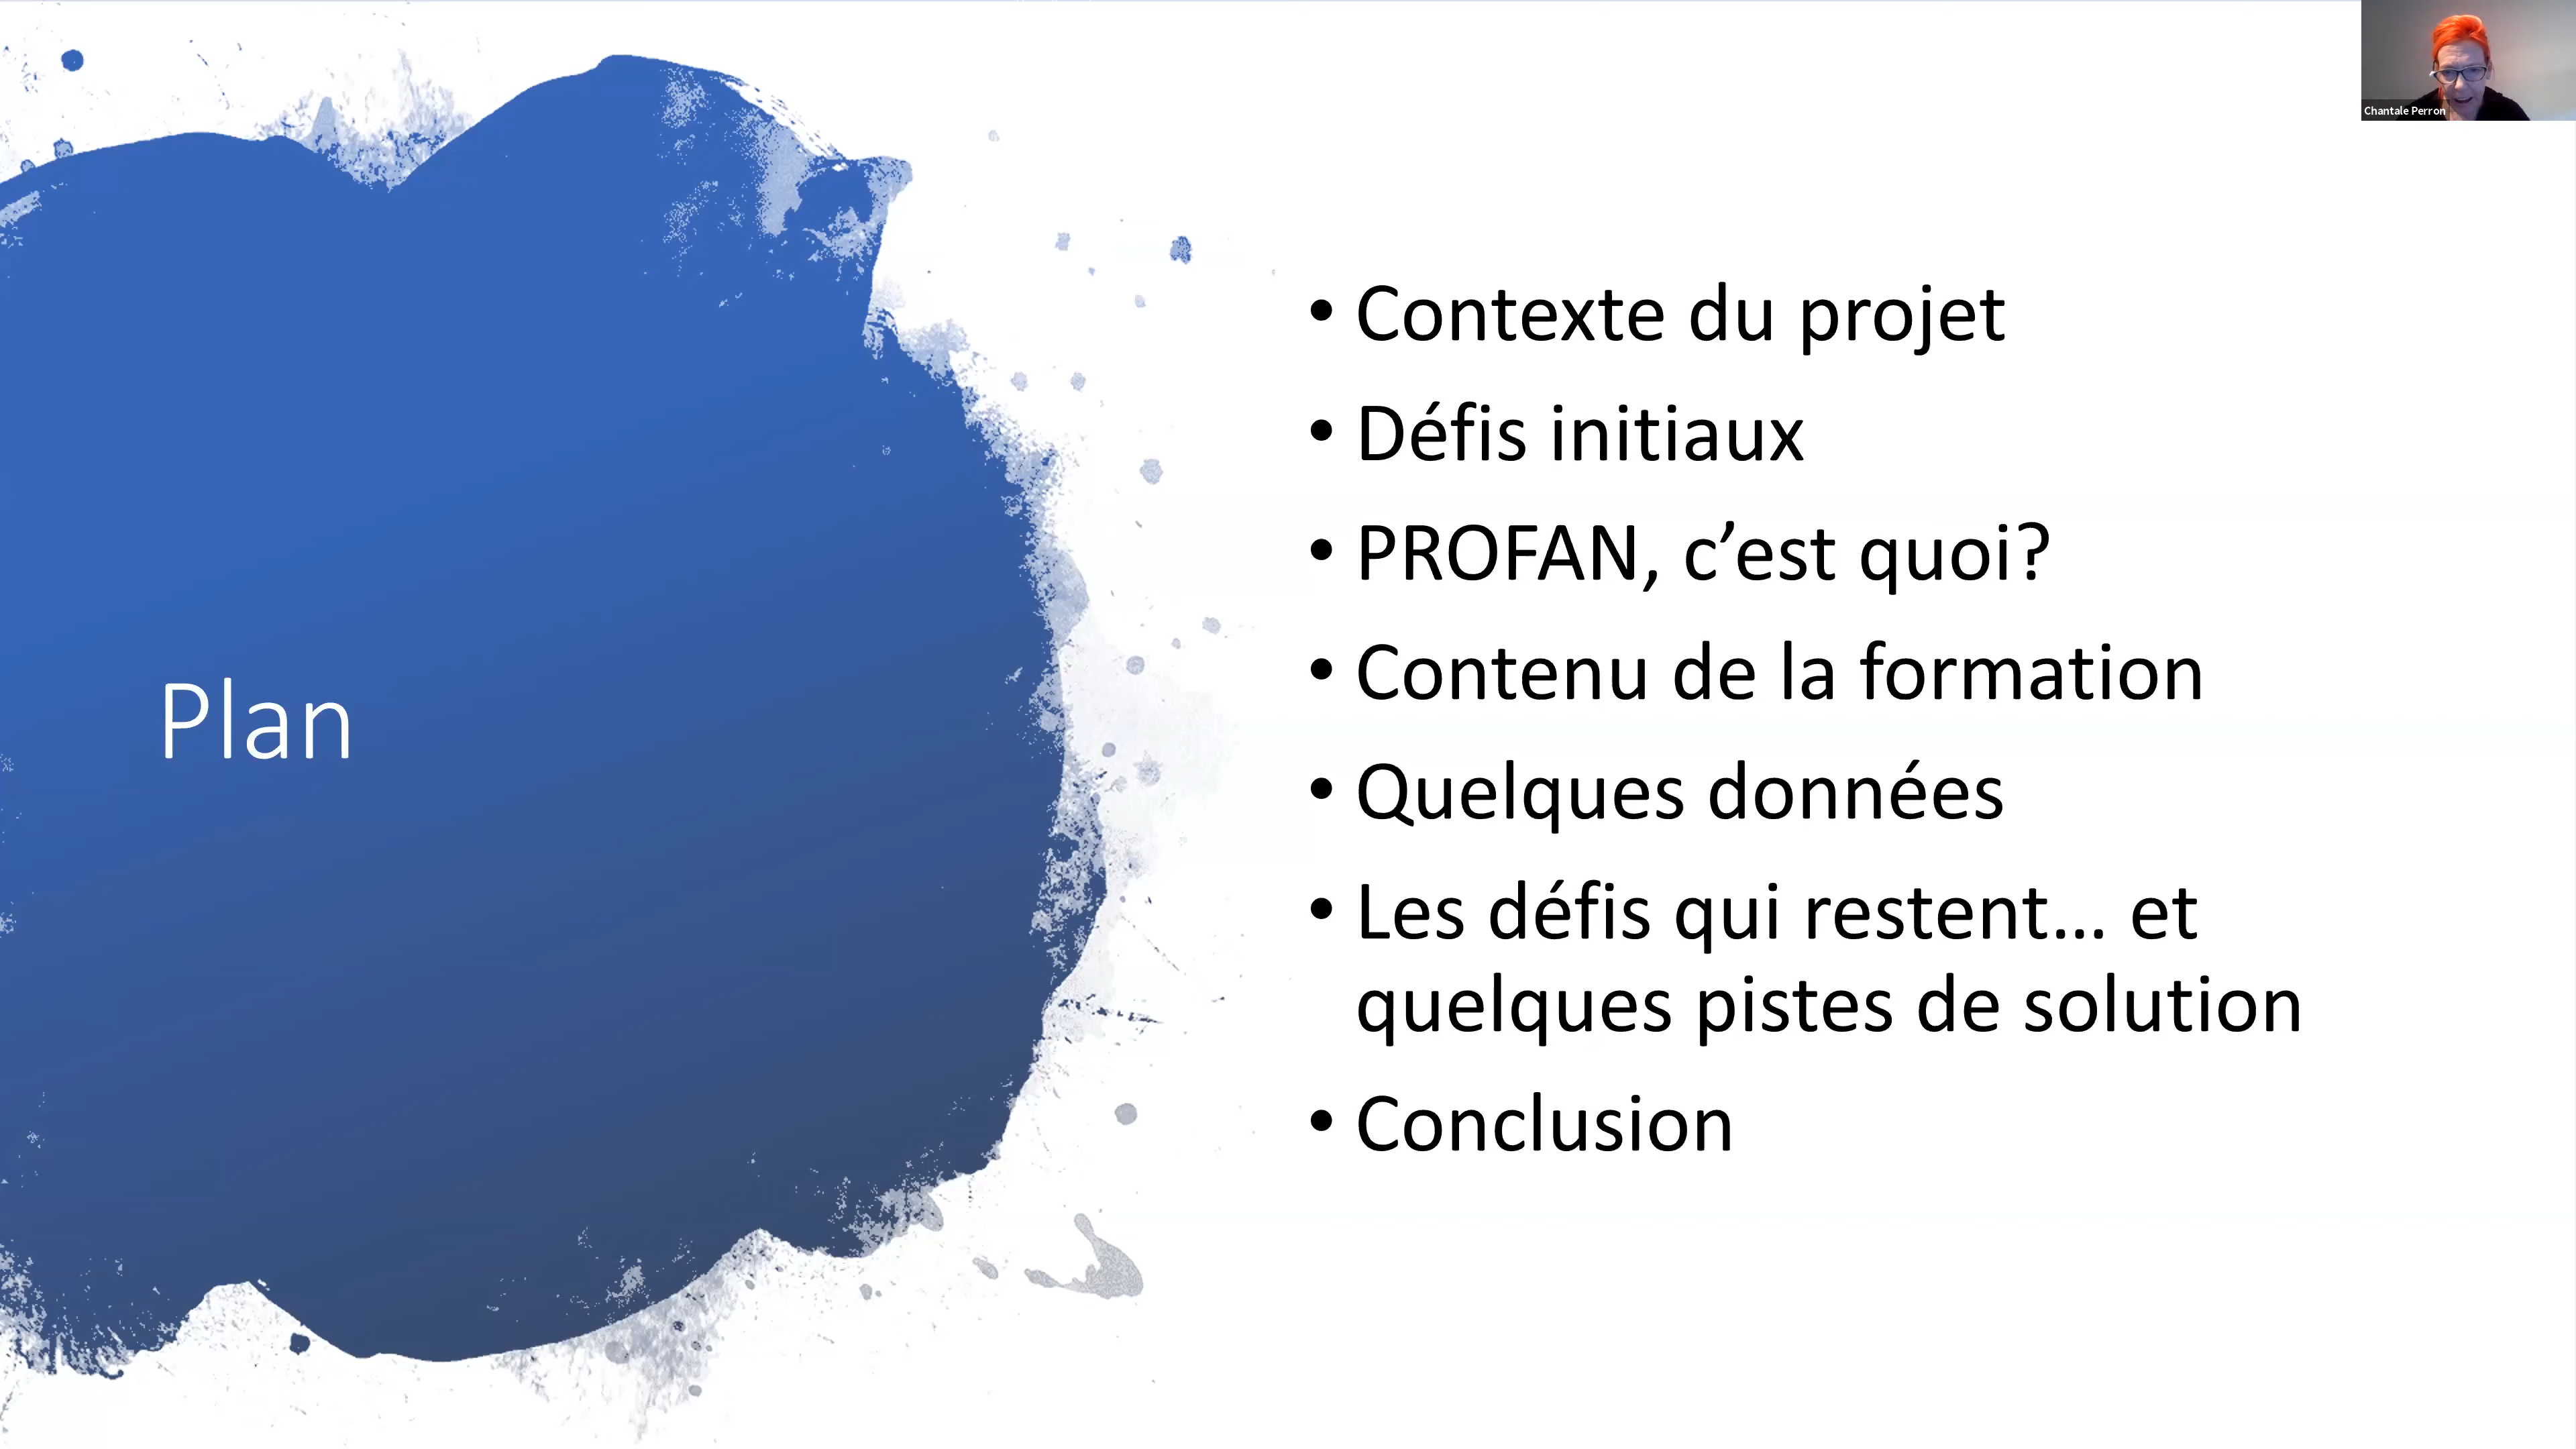 Plan
• Contexte du projet
• Défis initiaux
• PROFAN, c’est quoi?
• Contenu de la formation
• Quelques données
• Les défis qui restent… et
quelques pistes de solution
• Conclusion
Chantale Perron